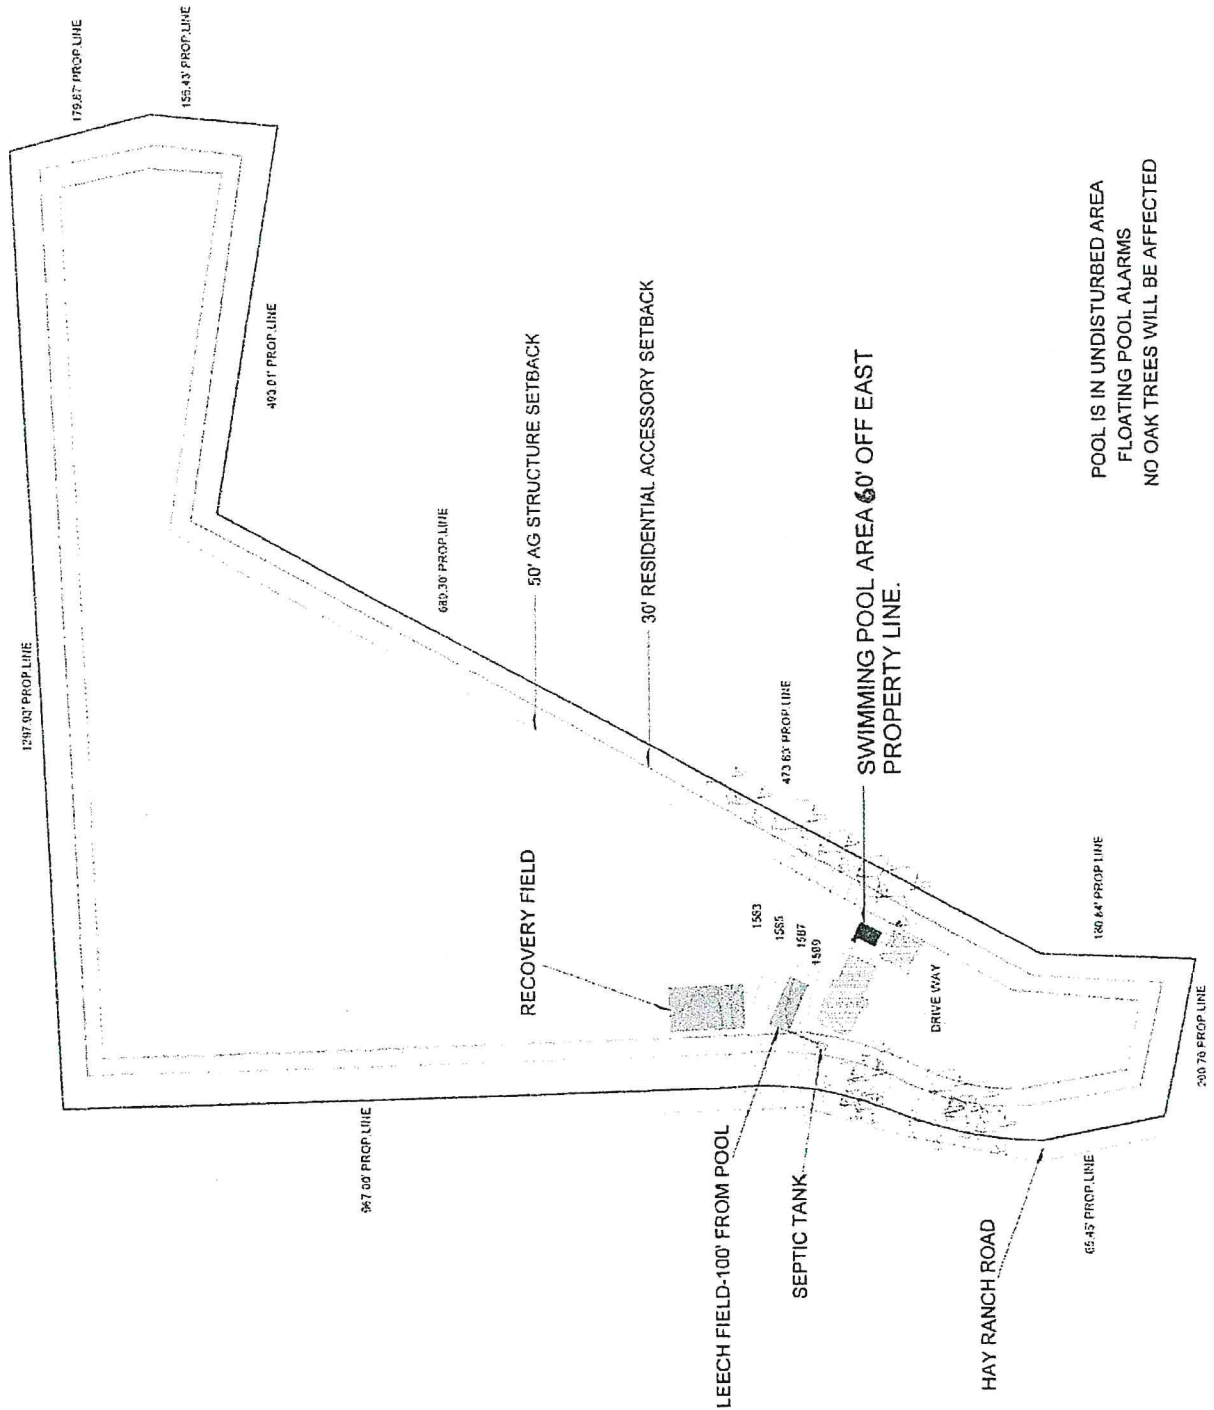 179.87' PROP.LINE
156.43' PROP.LINE
1297.93' PROP.LINE
493.01' PROP.LINE
680.30' PROP.LINE
50' AG STRUCTURE SETBACK
30' RESIDENTIAL ACCESSORY SETBACK
473.60' PROP.LINE
SWIMMING POOL AREA 60' OFF EAST
PROPERTY LINE.
RECOVERY FIELD
1583
1585
1587
1589
DRIVE WAY
180.64' PROP.LINE
200.70 PROP.LINE
967.00' PROP.LINE
LEECH FIELD-100' FROM POOL
SEPTIC TANK
HAY RANCH ROAD
65.45' PROP.LINE
POOL IS IN UNDISTURBED AREA
FLOATING POOL ALARMS
NO OAK TREES WILL BE AFFECTED